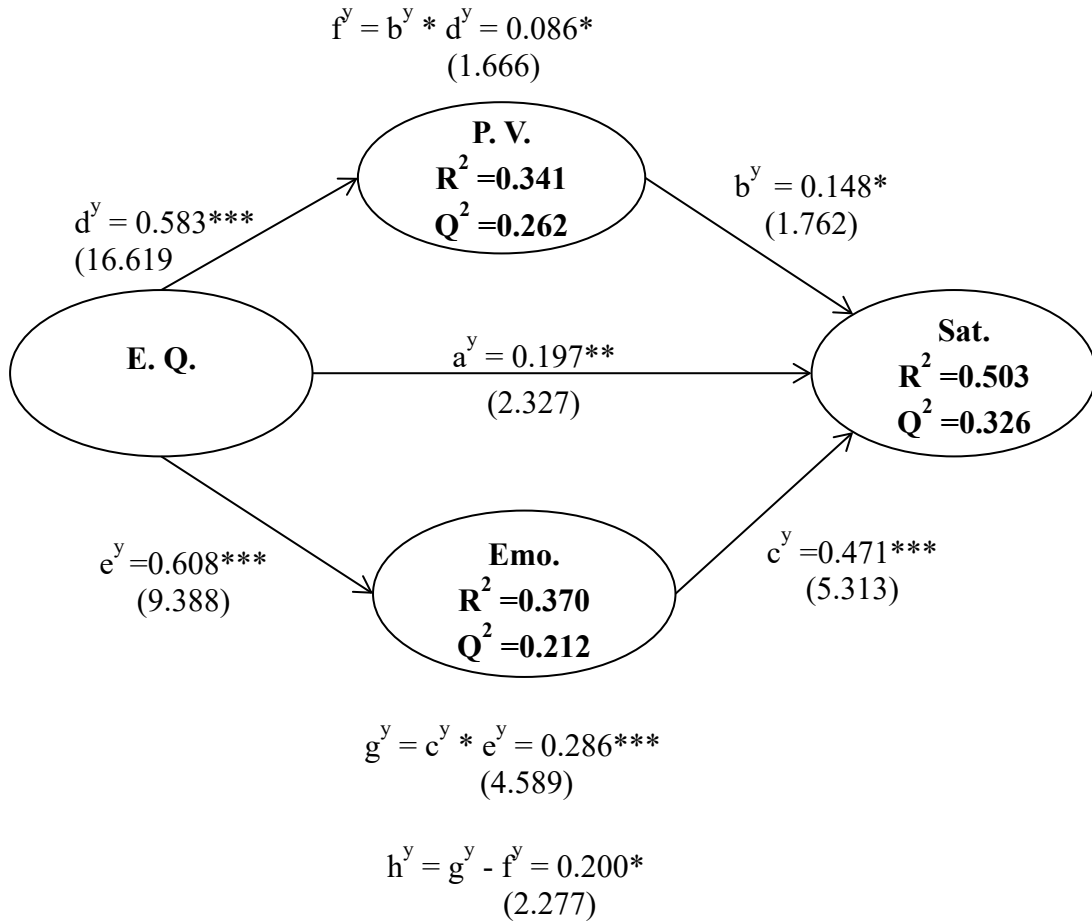 f^y = b^y * d^y = 0.086*
(1.666)
P. V.
R^2 =0.341
Q^2 =0.262
d^y = 0.583***
(16.619
b^y = 0.148*
(1.762)
E. Q.
a^y = 0.197**
(2.327)
Sat.
R^2 =0.503
Q^2 =0.326
e^y =0.608***
(9.388)
Emo.
R^2 =0.370
Q^2 =0.212
c^y =0.471***
(5.313)
g^y = c^y * e^y = 0.286***
(4.589)
h^y = g^y - f^y = 0.200*
(2.277)